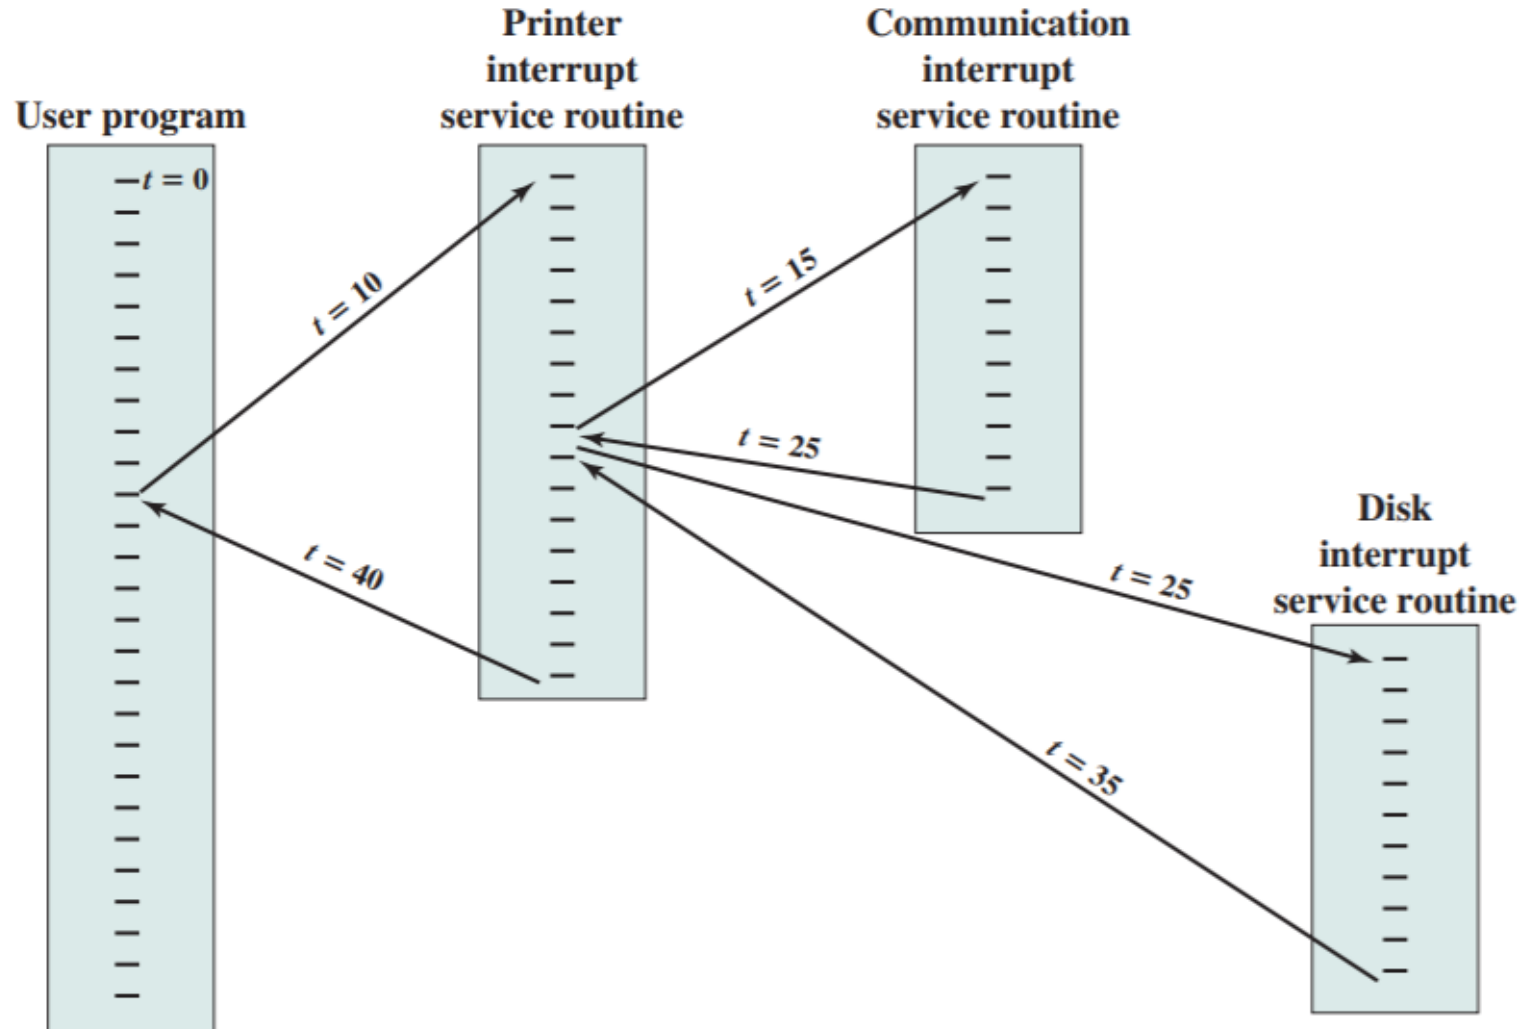 User program
t = 0
Printer
interrupt
service routine
Communication
interrupt
service routine
Disk
interrupt
service routine
t = 10
t = 15
t = 25
t = 25
t = 40
t = 35